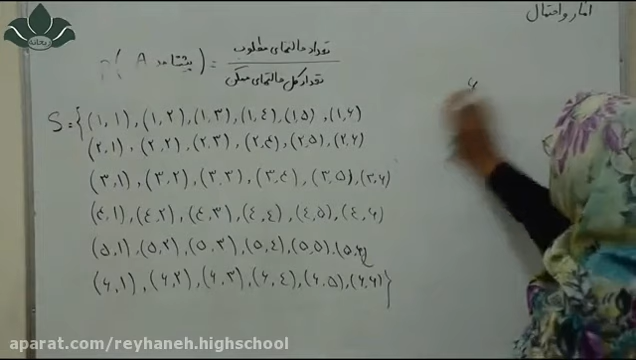 آمار و احتمال
ریحانه
P( پیشامد A ) = تعداد حالتهای مطلوب
تعداد کل حالتهای ممکن
S = {(۱,۱), (۱,۲), (۱,۳), (۱,۴), (۱,۵), (۱,۶)
(۲,۱), (۲,۲), (۲,۳), (۲,۴), (۲,۵), (۲,۶)
(۳,۱), (۳,۲), (۳,۳), (۳,۴), (۳,۵), (۳,۶)
(۴,۱), (۴,۲), (۴,۳), (۴,۴), (۴,۵), (۴,۶)
(۵,۱), (۵,۲), (۵,۳), (۵,۴), (۵,۵), (۵,۶)
(۶,۱), (۶,۲), (۶,۳), (۶,۴), (۶,۵), (۶,۶)}
aparat.com/reyhaneh.highschool